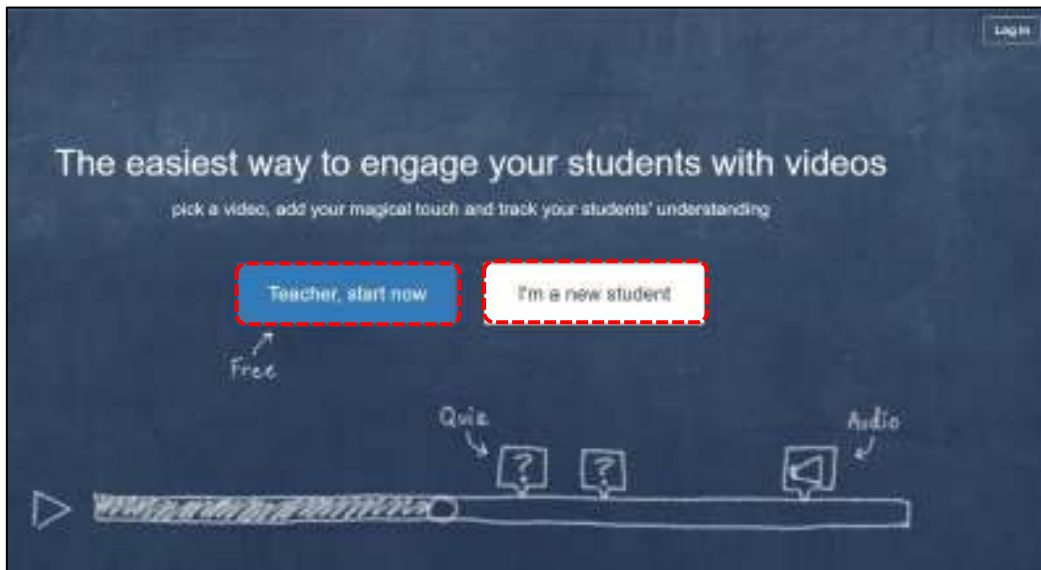 Log In
The easiest way to engage your students with videos
pick a video, add your magical touch and track your students' understanding
Teacher, start now
I'm a new student
Free
Quiz
Audio
?
?